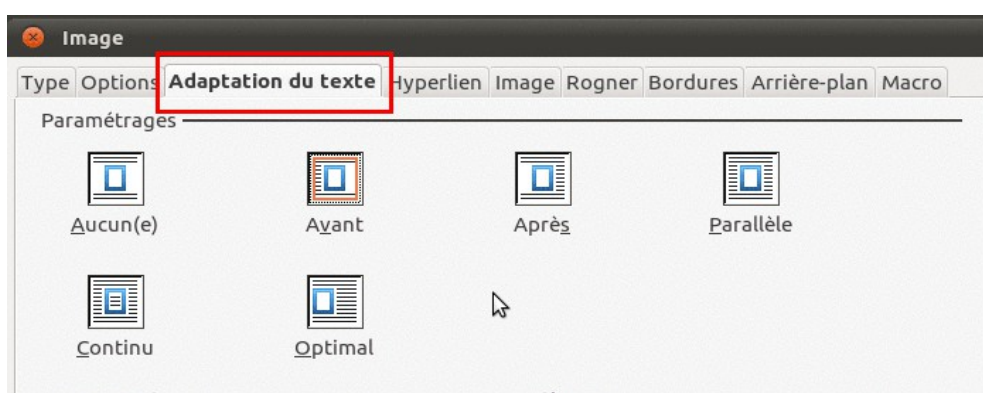 Image
Type Options Adaptation du texte Hyperlien Image Rogner Bordures Arrière-plan Macro
Paramétrages
Aucun(e) Avant Après Parallèle
Continu Optimal